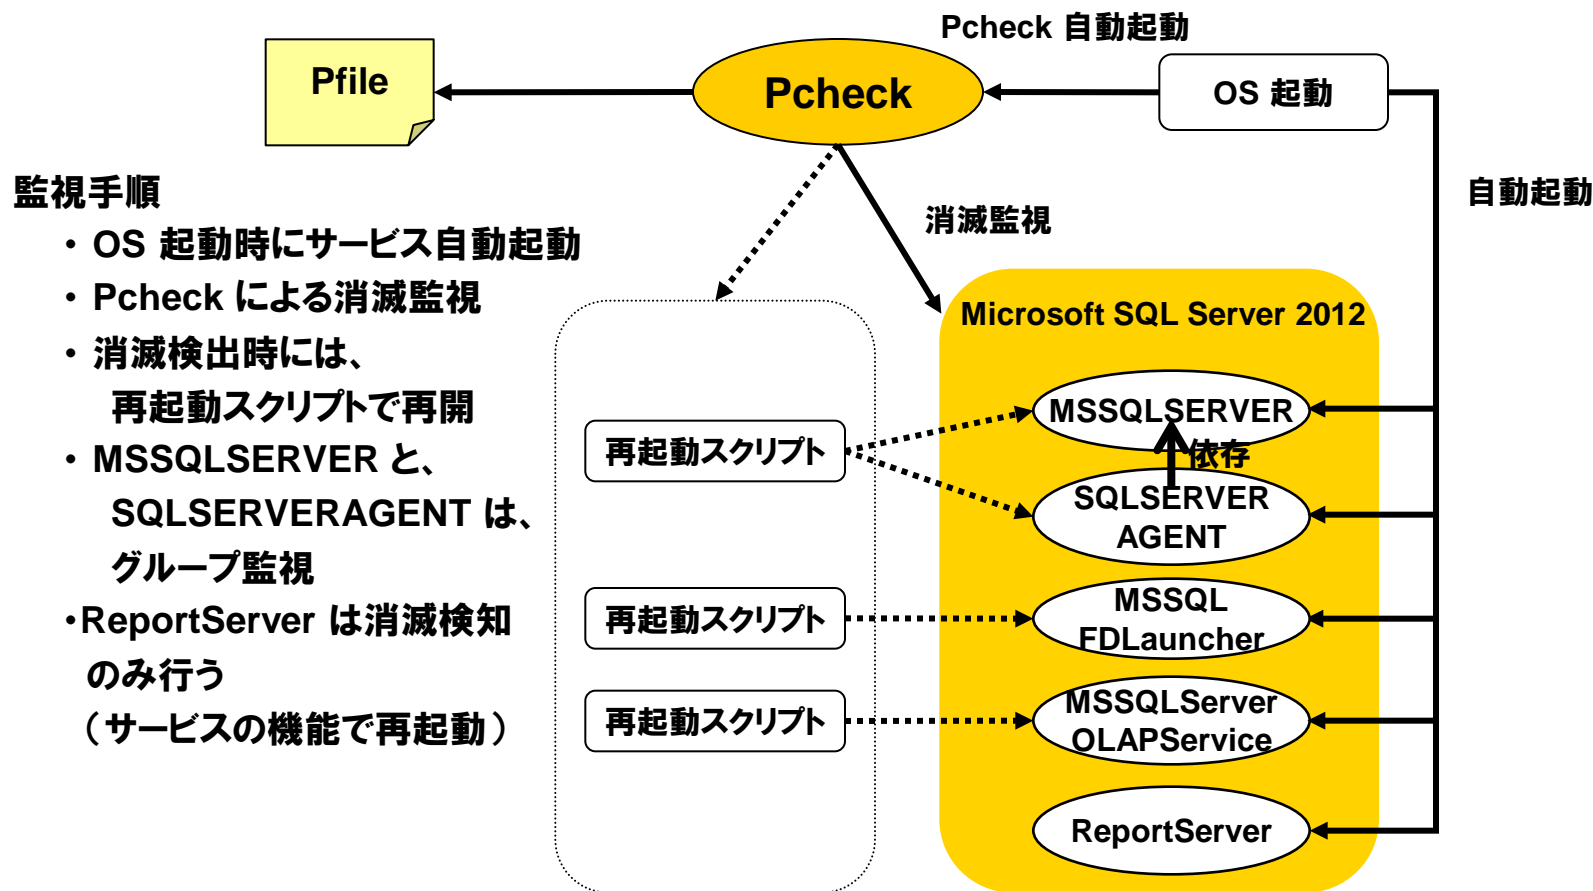 Pcheck 自動起動
Pfile
Pcheck
OS 起動
自動起動
監視手順
・ OS 起動時にサービス自動起動
・ Pcheck による消滅監視
・ 消滅検出時には、
再起動スクリプトで再開
・ MSSQLSERVER と、
SQLSERVERAGENT は、
グループ監視
・ReportServer は消滅検知
のみ行う
（サービスの機能で再起動）
消滅監視
Microsoft SQL Server 2012
再起動スクリプト
MSSQLSERVER
依存
SQLSERVER
AGENT
再起動スクリプト
MSSQL
FDLauncher
再起動スクリプト
MSSQLServer
OLAPService
ReportServer